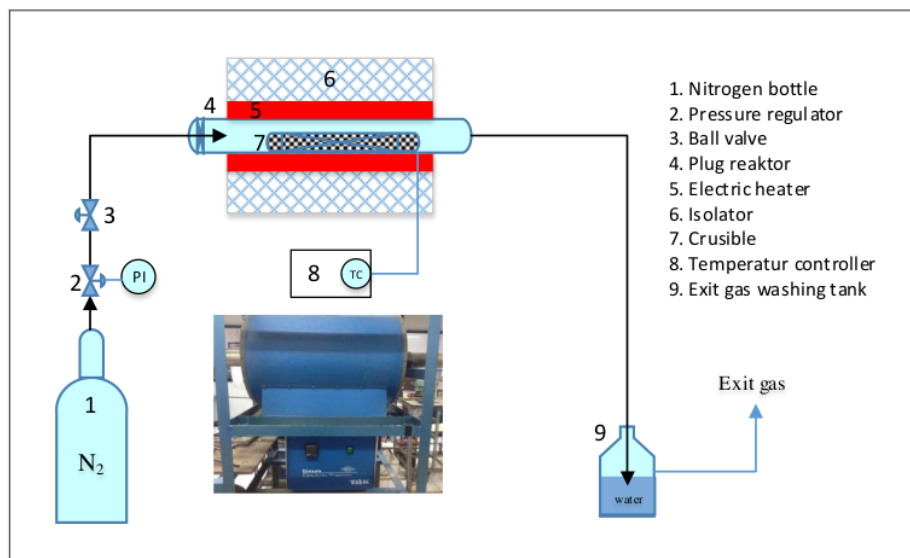 6
4
5
7
3
2
PI
8
TC
1
N₂
1. Nitrogen bottle
2. Pressure regulator
3. Ball valve
4. Plug reaktor
5. Electric heater
6. Isolator
7. Crusible
8. Temperatur controller
9. Exit gas washing tank
Exit gas
9
water